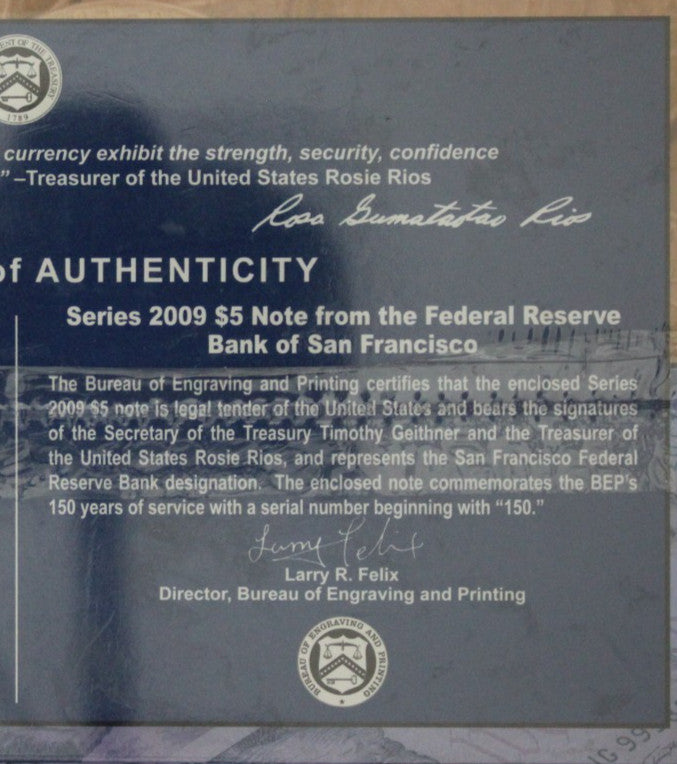 EST OF THE TREASURY
1789
currency exhibit the strength, security, confidence
” –Treasurer of the United States Rosie Rios
Rosa Gumataotao Rios
of AUTHENTICITY
Series 2009 $5 Note from the Federal Reserve
Bank of San Francisco
The Bureau of Engraving and Printing certifies that the enclosed Series
2009 $5 note is legal tender of the United States and bears the signatures
of the Secretary of the Treasury Timothy Geithner and the Treasurer of
the United States Rosie Rios, and represents the San Francisco Federal
Reserve Bank designation. The enclosed note commemorates the BEP’s
150 years of service with a serial number beginning with “150.”
Larry Felix
Larry R. Felix
Director, Bureau of Engraving and Printing
BUREAU OF ENGRAVING AND PRINTING